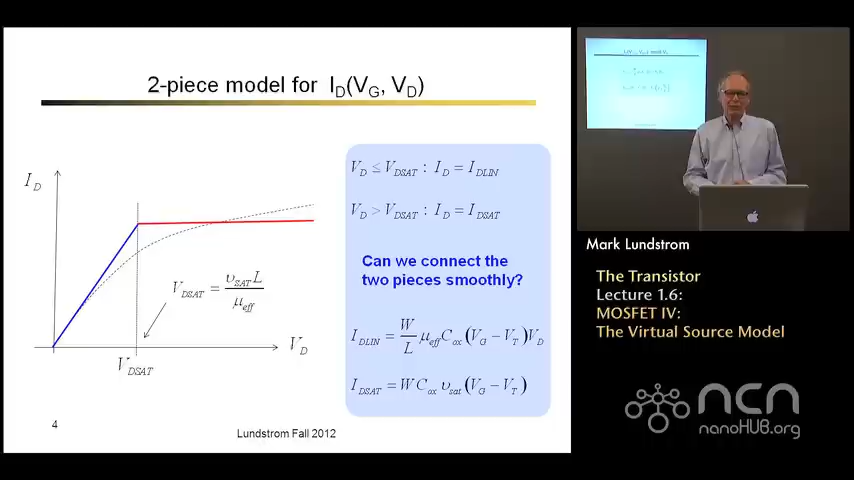 2-piece model for I_D(V_G, V_D)
I_D
V_DSAT = υ_SAT L / μ_eff
V_D
V_DSAT
V_D ≤ V_DSAT : I_D = I_DLIN
V_D > V_DSAT : I_D = I_DSAT
Can we connect the
two pieces smoothly?
I_DLIN = W/L μ_eff C_ox (V_G − V_T) V_D
I_DSAT = W C_ox υ_sat (V_G − V_T)
4
Lundstrom Fall 2012
Mark Lundstrom
The Transistor
Lecture 1.6:
MOSFET IV:
The Virtual Source Model
ncn
nanoHUB.org